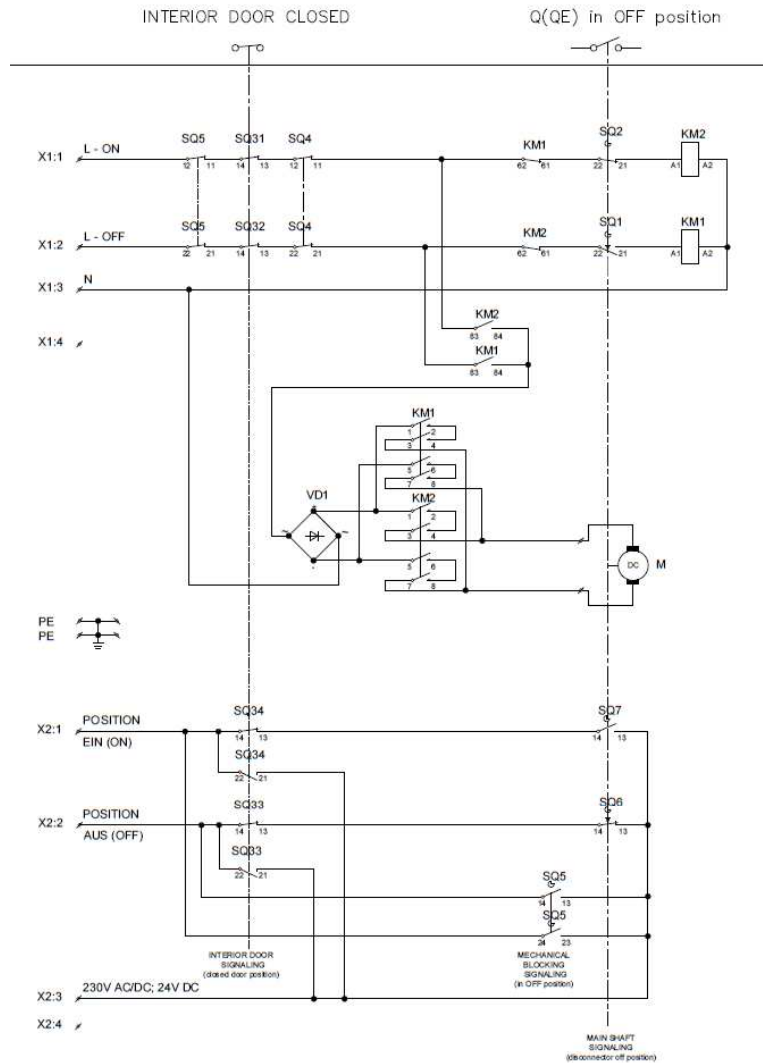 INTERIOR DOOR CLOSED
Q(QE) in OFF position
X1:1 L - ON SQ5 SQ31 SQ4 KM1 SQ2 KM2
12 11 14 13 12 11 62 61 22 21 A1 A2
X1:2 L - OFF SQ5 SQ32 SQ4 KM2 SQ1 KM1
22 21 14 13 22 21 62 61 22 21 A1 A2
X1:3 N
X1:4
KM2
83 84
KM1
83 84
KM1
1 2
3 4
5 6
7 8
VD1
KM2
1 2
3 4
5 6
7 8
DC M
PE
PE
X2:1 POSITION
EIN (ON)
SQ34 SQ7
14 13 14 13
SQ34
22 21
X2:2 POSITION
AUS (OFF)
SQ33 SQ6
14 13 14 13
SQ33
22 21
SQ5
14 13
SQ5
24 23
INTERIOR DOOR
SIGNALING
(closed door position)
MECHANICAL
BLOCKING
SIGNALING
(in OFF position)
X2:3 230V AC/DC; 24V DC
X2:4
MAIN SHAFT
SIGNALING
(disconnector off position)